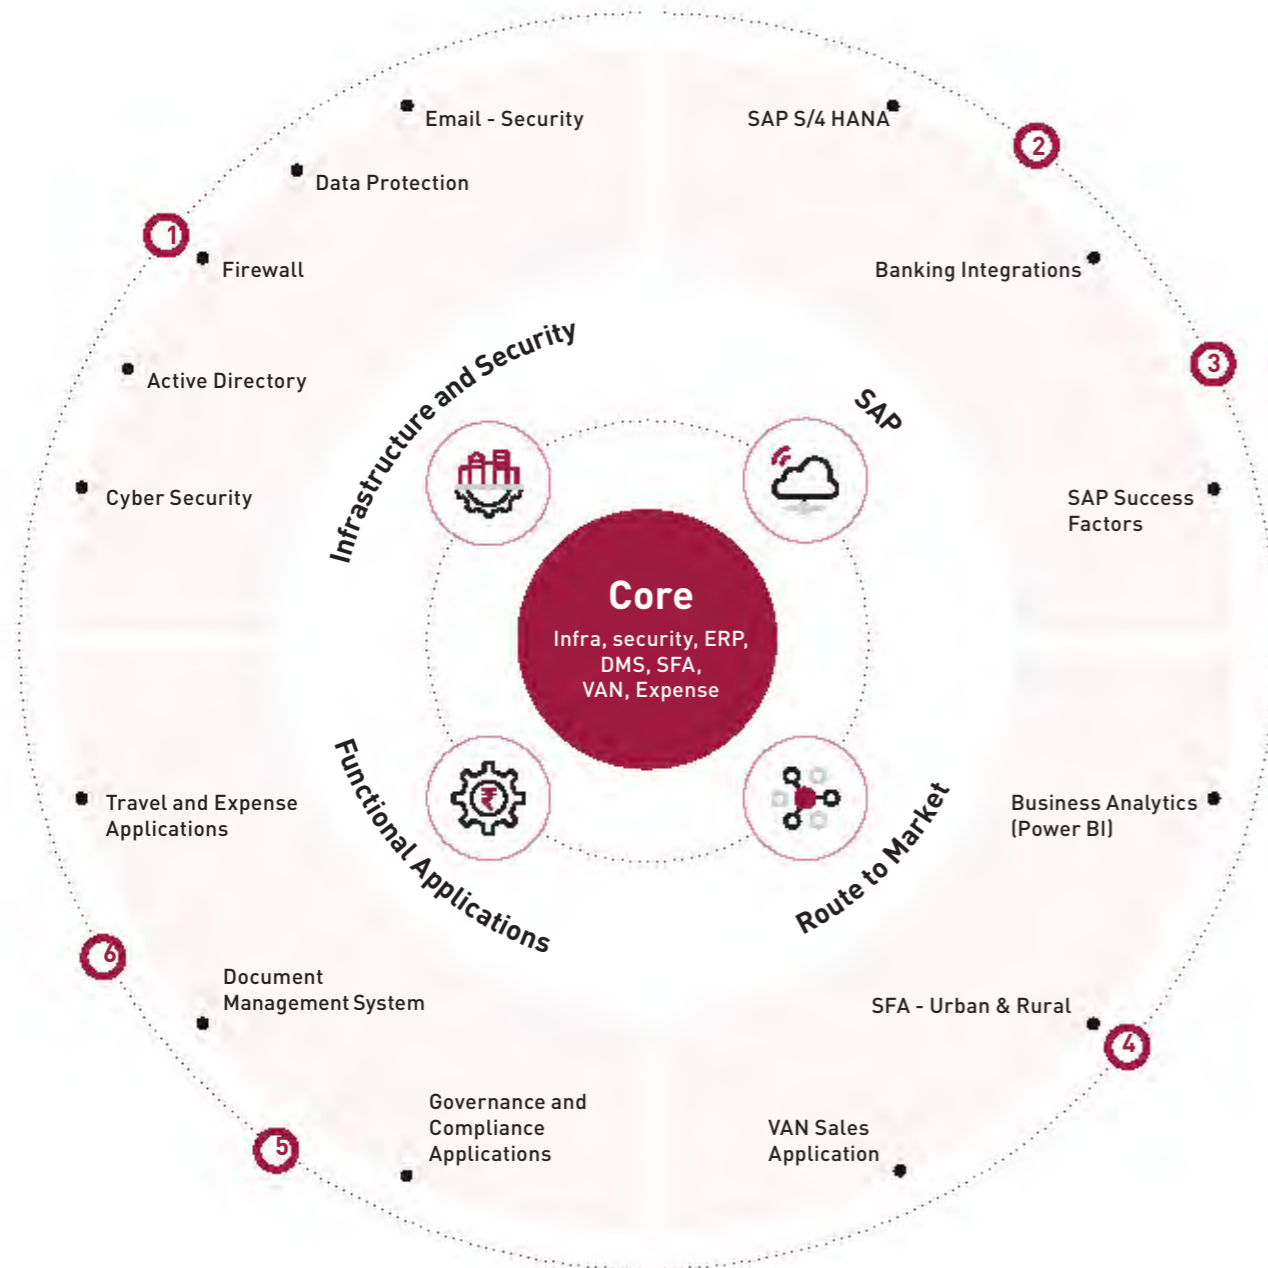 Email - Security
Data Protection
1
Firewall
Active Directory
Cyber Security
Infrastructure and Security
SAP S/4 HANA
2
Banking Integrations
3
SAP
SAP Success
Factors
Core
Infra, security, ERP,
DMS, SFA,
VAN, Expense
Functional Applications
Travel and Expense
Applications
6
Document
Management System
5
Governance and
Compliance
Applications
Route to Market
Business Analytics
(Power BI)
SFA - Urban & Rural
4
VAN Sales
Application
₹